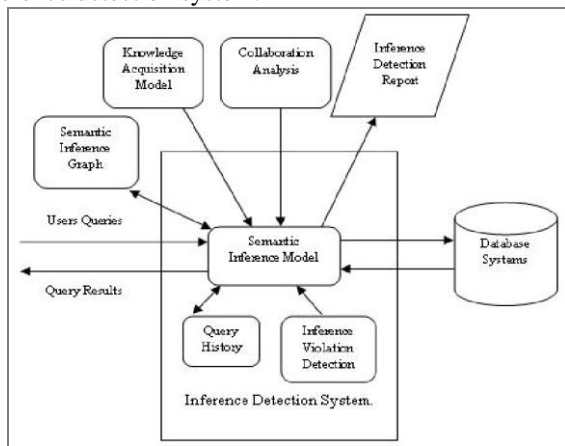 Knowledge
Acquisition
Model
Collaboration
Analysis
Inference
Detection
Report
Semantic
Inference
Graph
Users Queries
Semantic
Inference Model
Database
Systems
Query Results
Query
History
Inference
Violation
Detection
Inference Detection System.